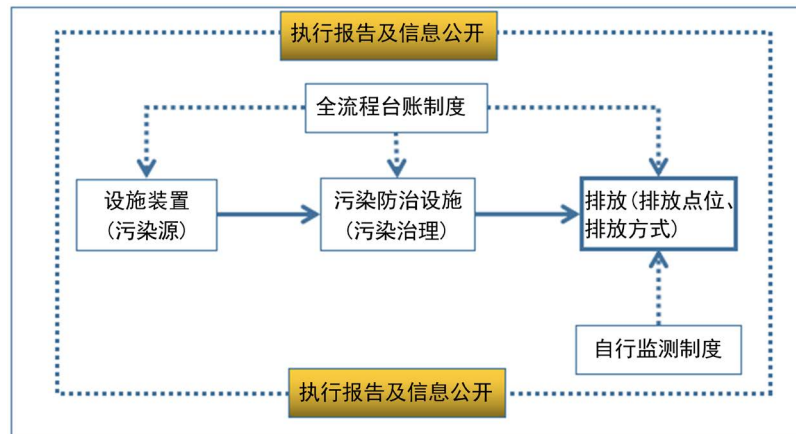 执行报告及信息公开
全流程台账制度
设施装置
(污染源)
污染防治设施
(污染治理)
排放(排放点位、
排放方式)
自行监测制度
执行报告及信息公开